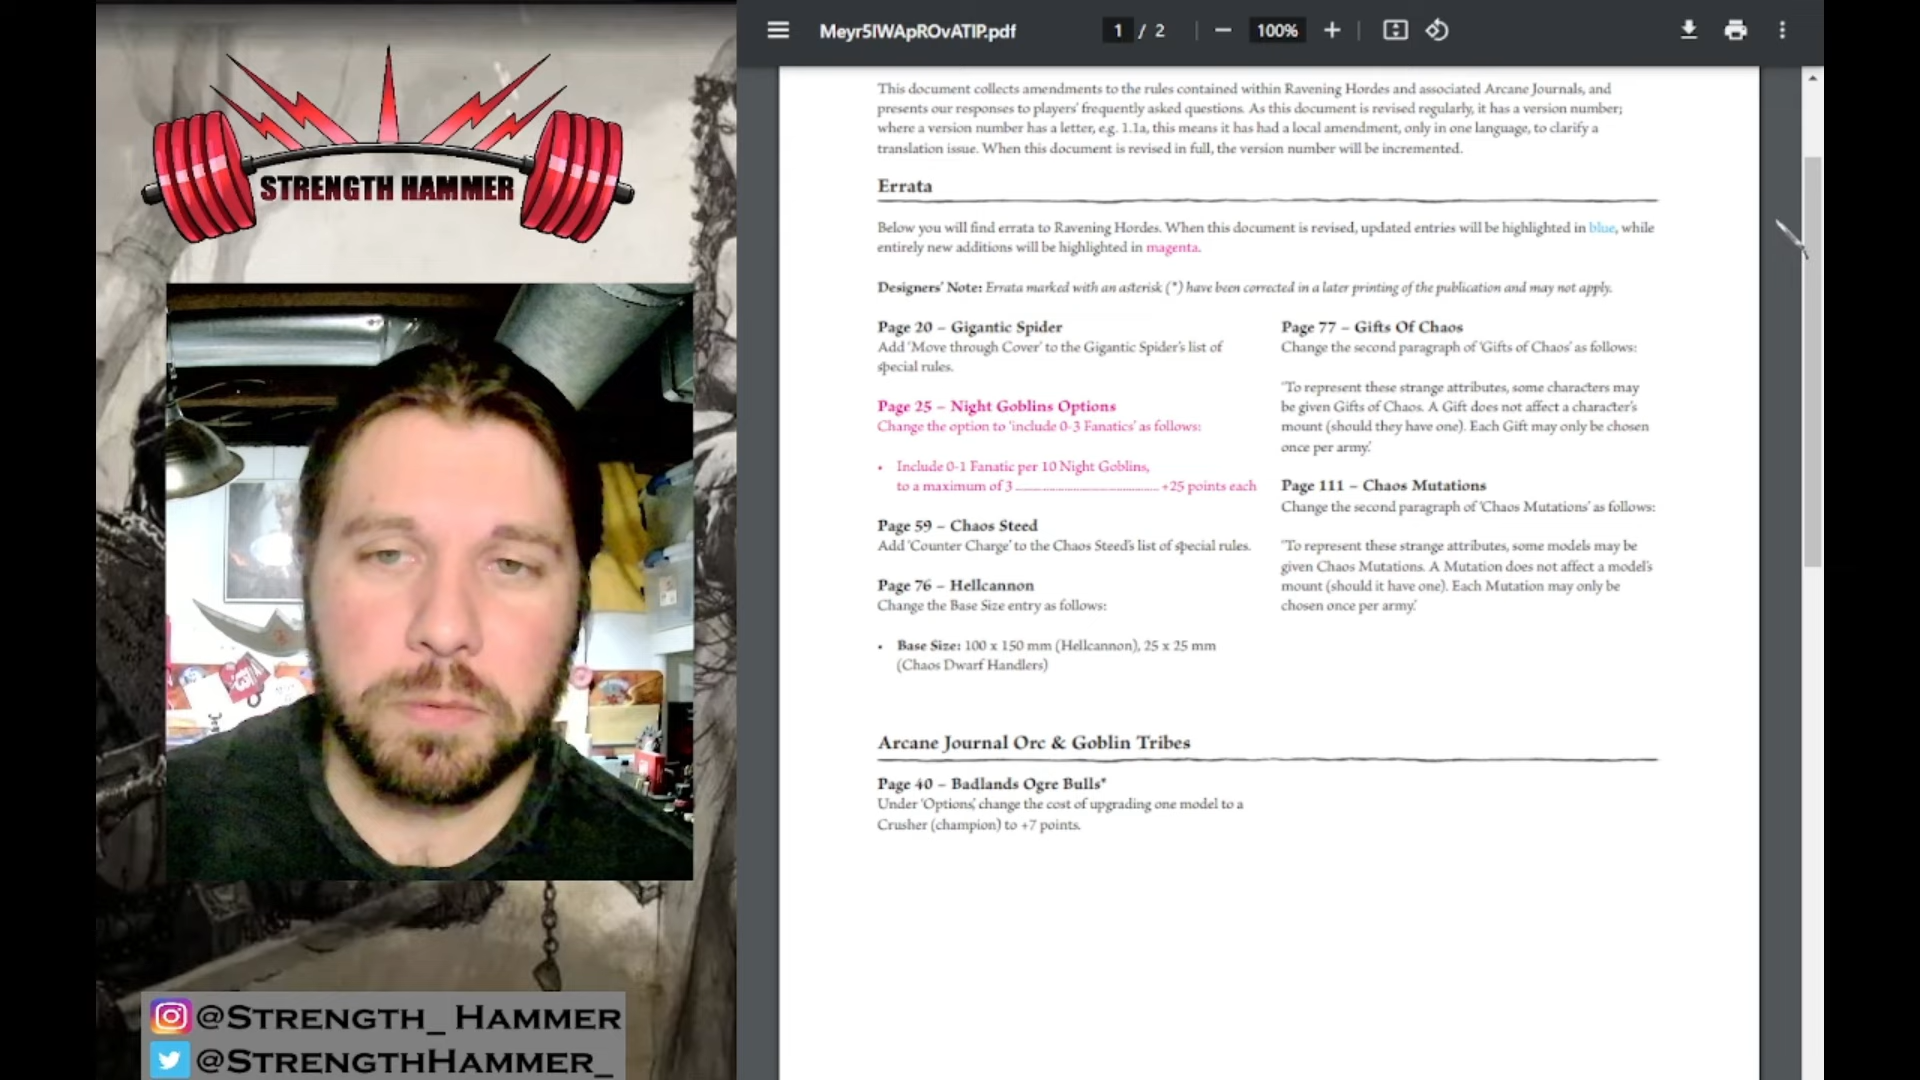 STRENGTH HAMMER
@STRENGTH_ HAMMER
@STRENGTHHAMMER_
Meyr5IWApROvATIP.pdf
1 / 2
100%
This document collects amendments to the rules contained within Ravening Hordes and associated Arcane Journals, and
presents our responses to players' frequently asked questions. As this document is revised regularly, it has a version number;
where a version number has a letter, e.g. 1.1a, this means it has had a local amendment, only in one language, to clarify a
translation issue. When this document is revised in full, the version number will be incremented.
Errata
Below you will find errata to Ravening Hordes. When this document is revised, updated entries will be highlighted in blue, while
entirely new additions will be highlighted in magenta.
Designers' Note: Errata marked with an asterisk (*) have been corrected in a later printing of the publication and may not apply.
Page 20 – Gigantic Spider
Add 'Move through Cover' to the Gigantic Spider's list of
special rules.
Page 25 – Night Goblins Options
Change the option to 'include 0-3 Fanatics' as follows:
• Include 0-1 Fanatic per 10 Night Goblins,
to a maximum of 3 ........................................ +25 points each
Page 59 – Chaos Steed
Add 'Counter Charge' to the Chaos Steed's list of special rules.
Page 76 – Hellcannon
Change the Base Size entry as follows:
• Base Size: 100 x 150 mm (Hellcannon), 25 x 25 mm
(Chaos Dwarf Handlers)
Page 77 – Gifts Of Chaos
Change the second paragraph of 'Gifts of Chaos' as follows:
'To represent these strange attributes, some characters may
be given Gifts of Chaos. A Gift does not affect a character's
mount (should they have one). Each Gift may only be chosen
once per army.'
Page 111 – Chaos Mutations
Change the second paragraph of 'Chaos Mutations' as follows:
'To represent these strange attributes, some models may be
given Chaos Mutations. A Mutation does not affect a model's
mount (should it have one). Each Mutation may only be
chosen once per army.'
Arcane Journal Orc & Goblin Tribes
Page 40 – Badlands Ogre Bulls*
Under 'Options', change the cost of upgrading one model to a
Crusher (champion) to +7 points.